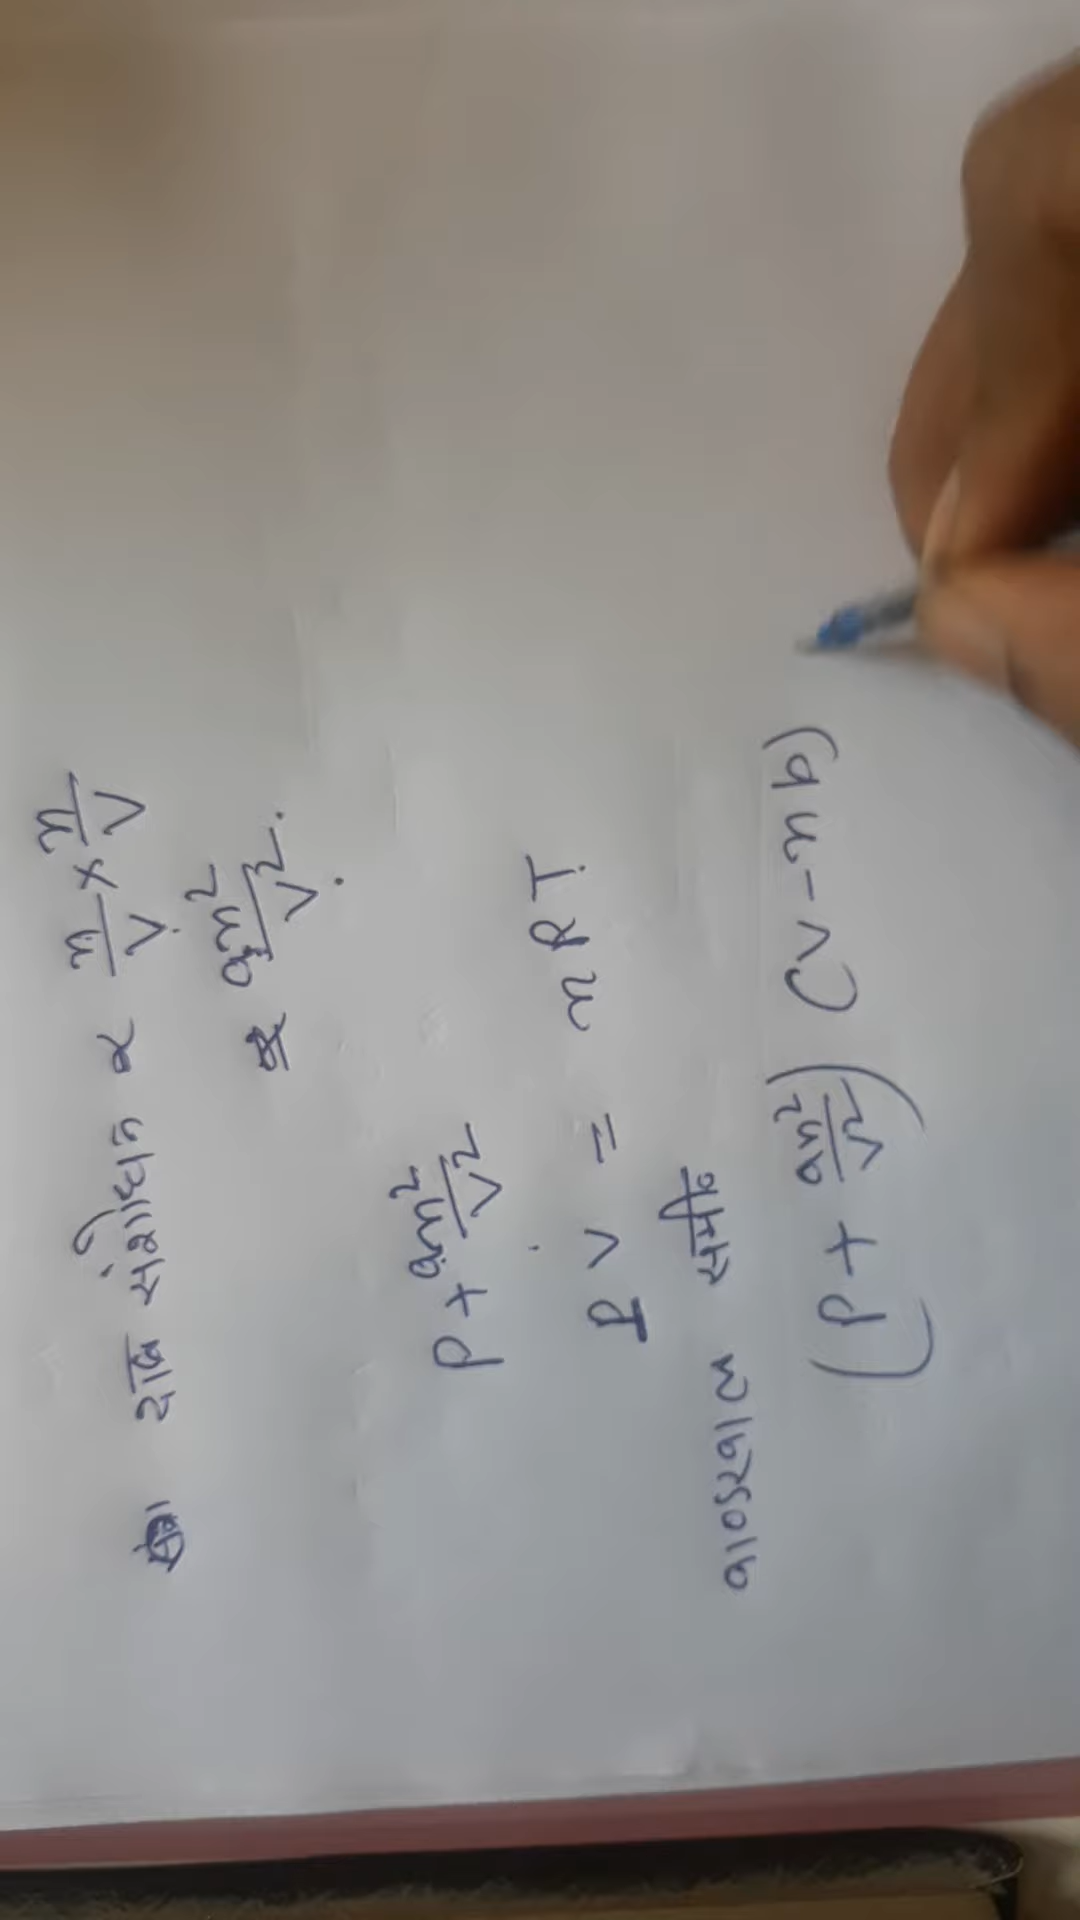 दाब संशोधन ∝ n/V × n/V
= an²/V².
P + an²/V²
P V = nRT.
वाण्डरवाल समी०
(P + an²/V²) (V - nb)